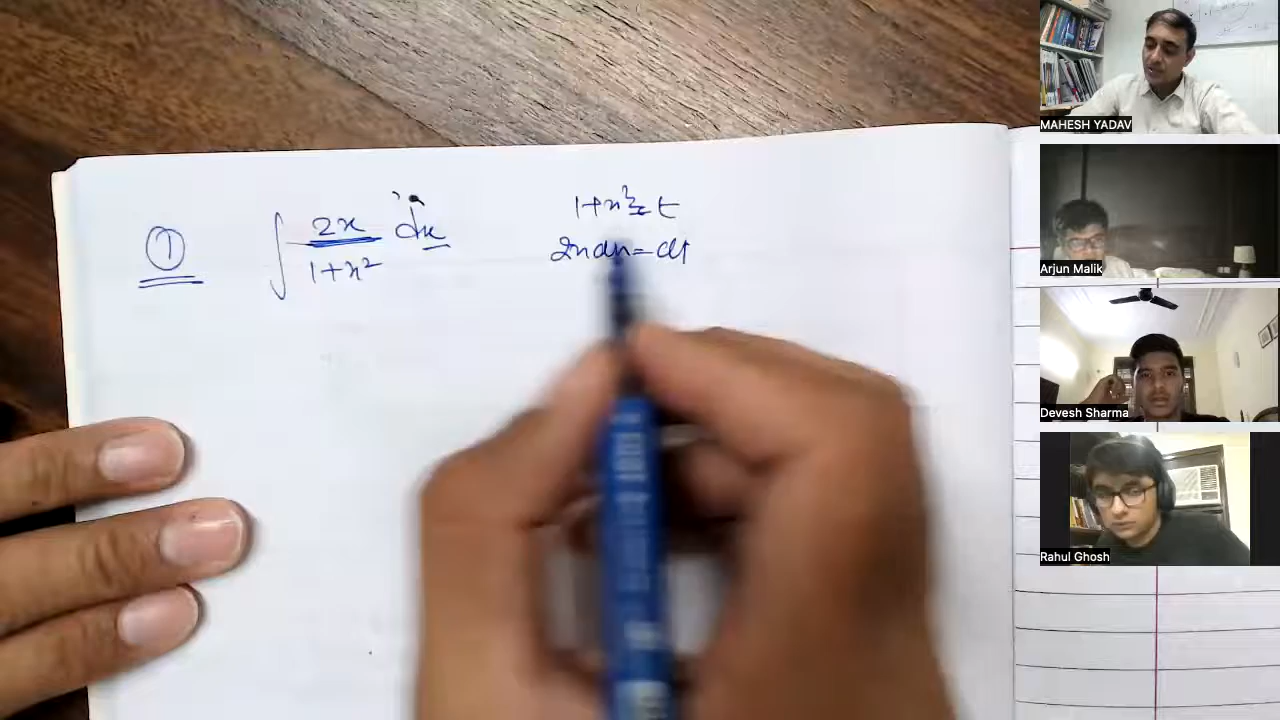 ① ∫ 2x/1+x² dx
1+x² = t
2x dx = dt
MAHESH YADAV
Arjun Malik
Devesh Sharma
Rahul Ghosh